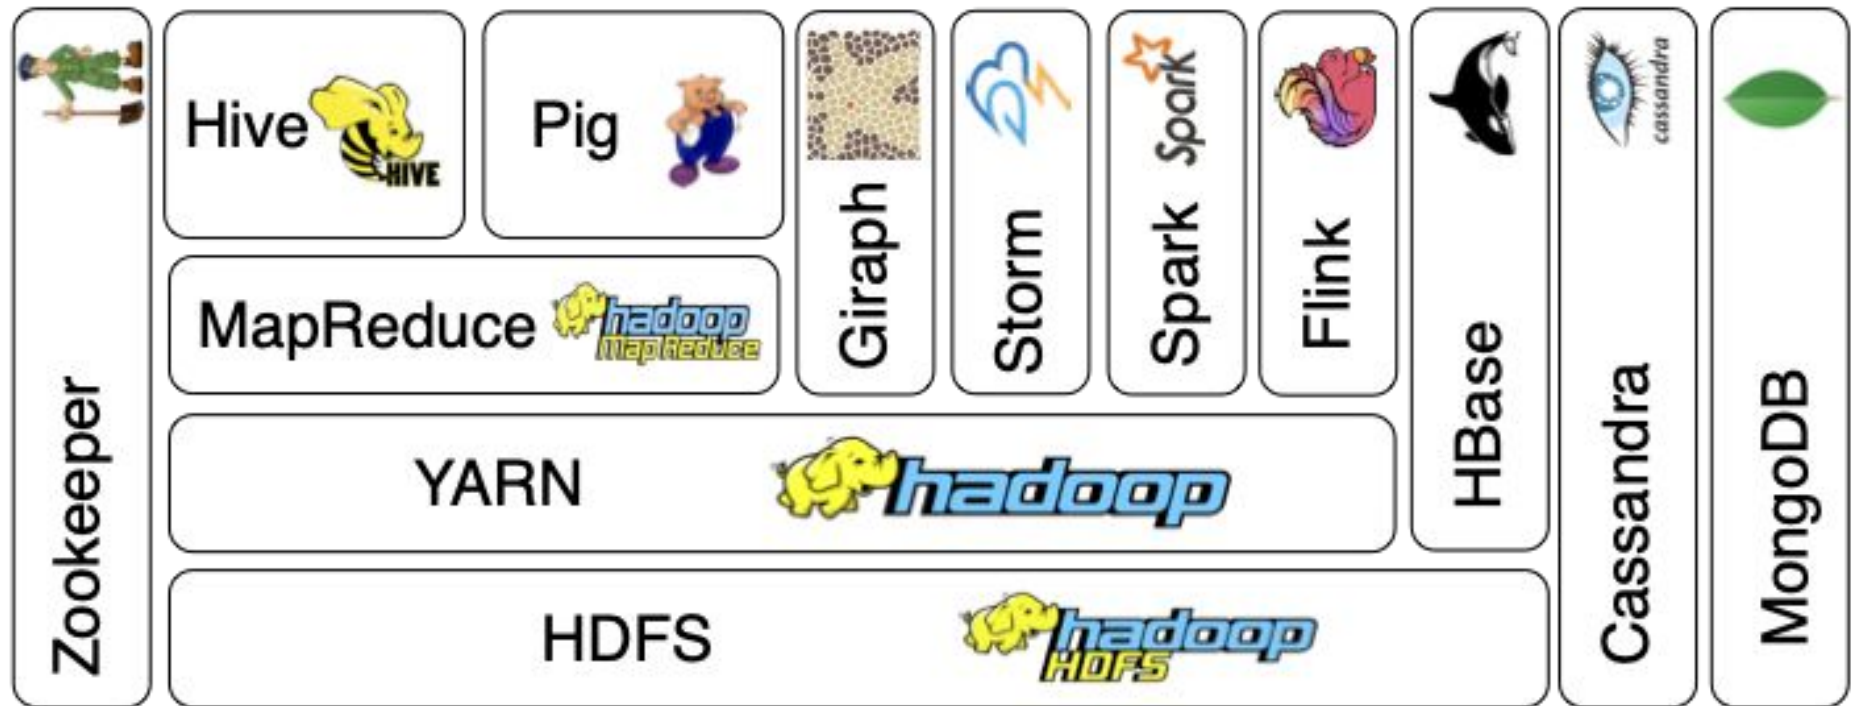 Zookeeper
Hive
HIVE
Pig
MapReduce
hadoop
MapReduce
Giraph
Storm
Spark
Spark
Flink
HBase
cassandra
Cassandra
MongoDB
YARN
hadoop
HDFS
hadoop
HDFS